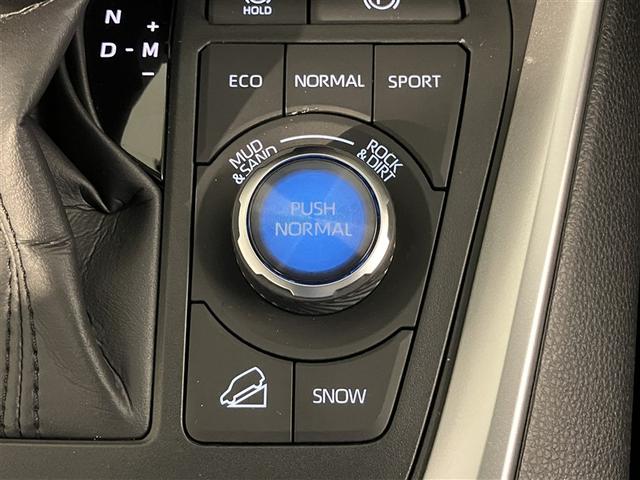 HOLD
(P)
N
+
D - M
-
ECO
NORMAL
SPORT
MUD
& SAND
ROCK
& DIRT
PUSH
NORMAL
SNOW